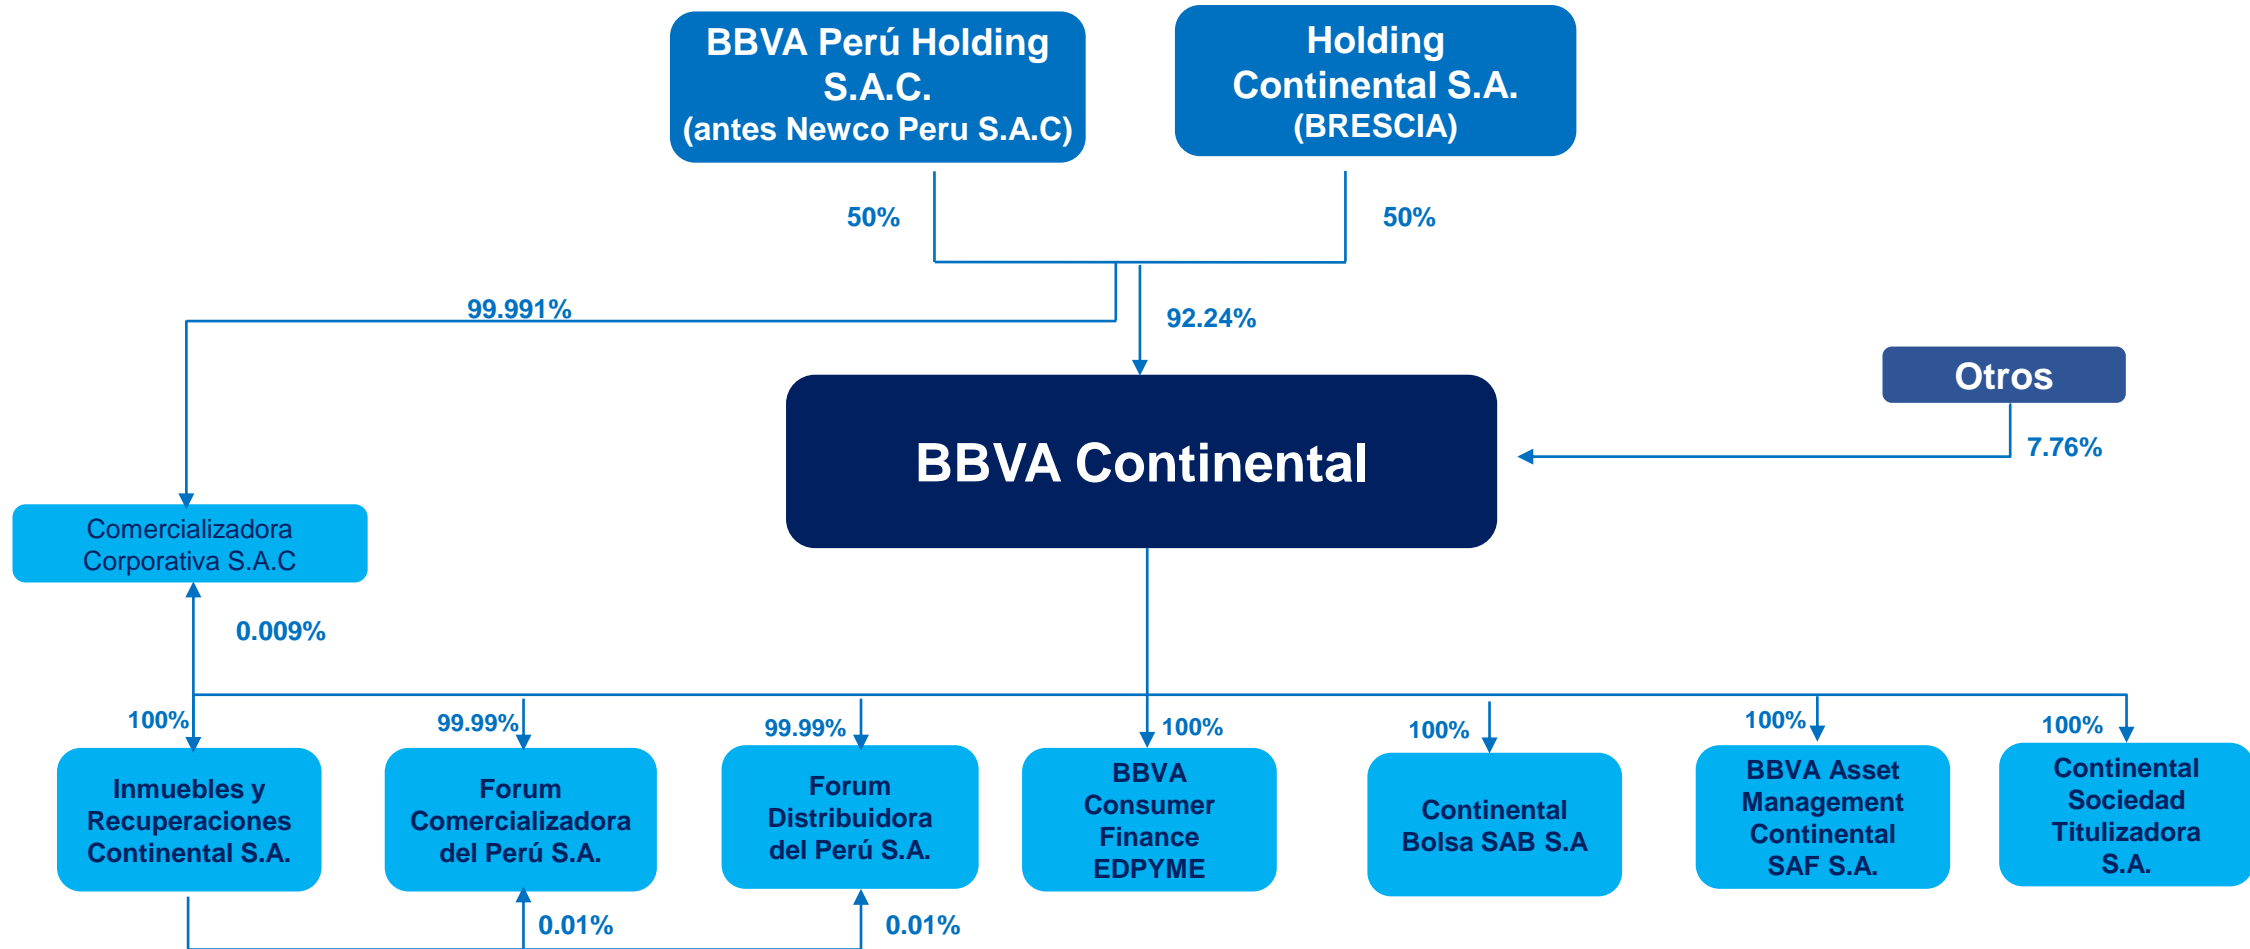 BBVA Perú Holding
S.A.C.
(antes Newco Peru S.A.C)
Holding
Continental S.A.
(BRESCIA)
50%
50%
99.991%
92.24%
Otros
7.76%
BBVA Continental
Comercializadora
Corporativa S.A.C
0.009%
100%
99.99%
99.99%
100%
100%
100%
100%
Inmuebles y
Recuperaciones
Continental S.A.
Forum
Comercializadora
del Perú S.A.
Forum
Distribuidora
del Perú S.A.
BBVA
Consumer
Finance
EDPYME
Continental
Bolsa SAB S.A
BBVA Asset
Management
Continental
SAF S.A.
Continental
Sociedad
Titulizadora
S.A.
0.01%
0.01%